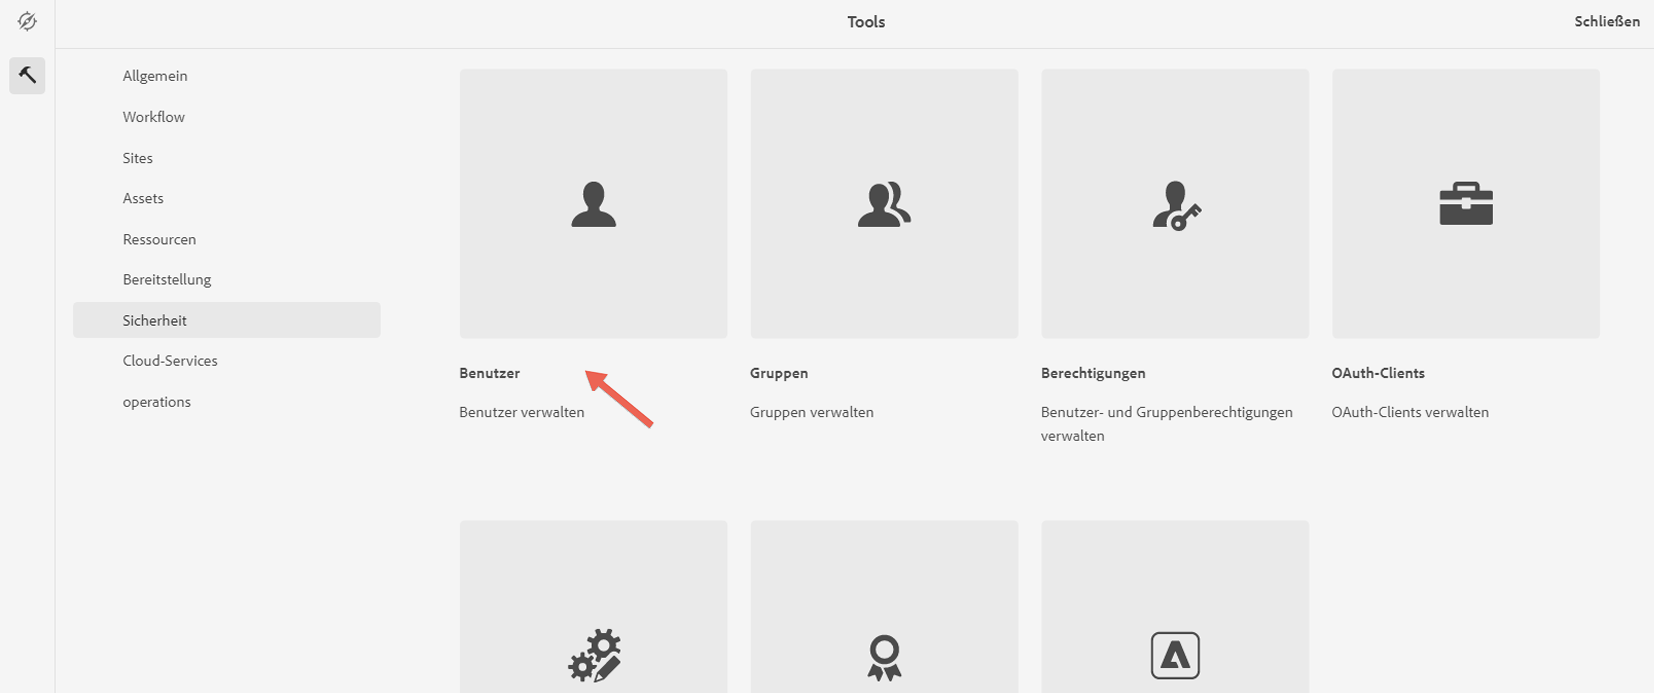 Tools
Schließen
Allgemein
Workflow
Sites
Assets
Ressourcen
Bereitstellung
Sicherheit
Cloud-Services
operations
Benutzer
Benutzer verwalten
Gruppen
Gruppen verwalten
Berechtigungen
Benutzer- und Gruppenberechtigungen
verwalten
OAuth-Clients
OAuth-Clients verwalten